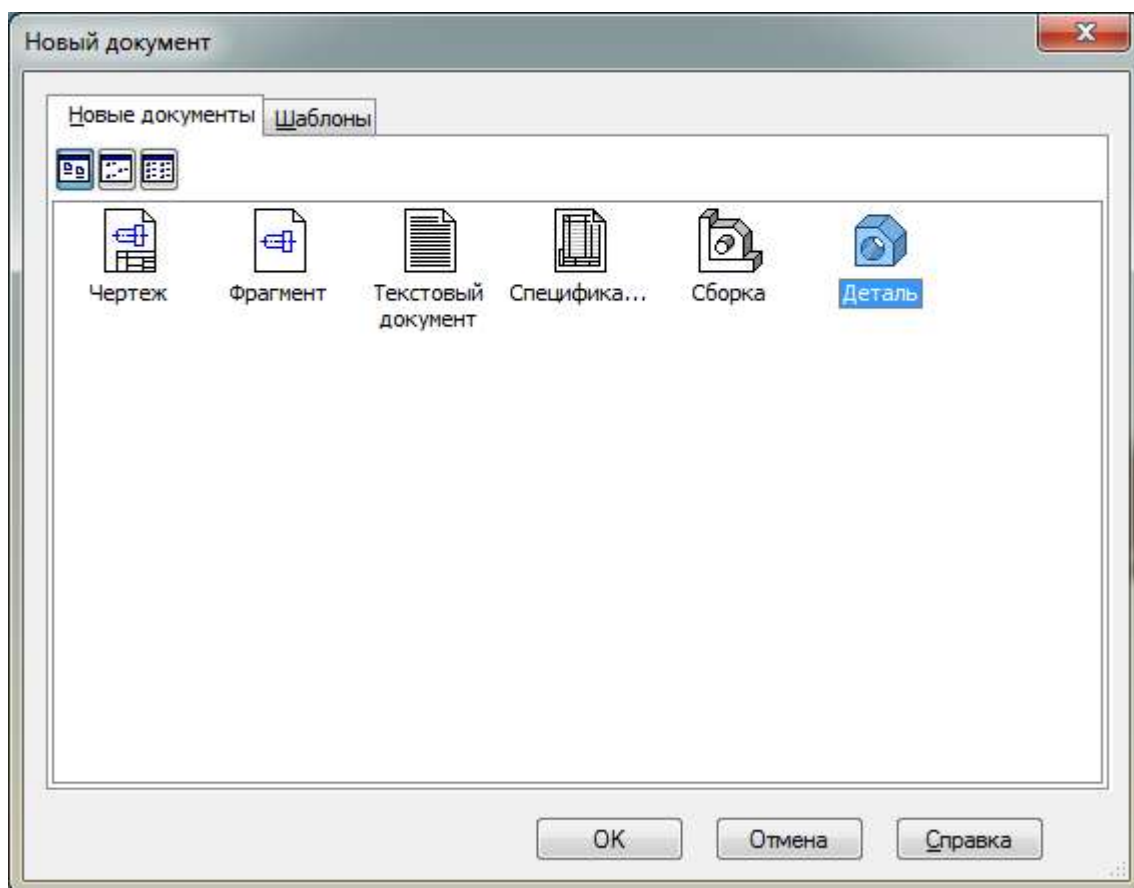 Новый документ
Новые документы
Шаблоны
Чертеж
Фрагмент
Текстовый
документ
Специфика...
Сборка
Деталь
OK
Отмена
Справка